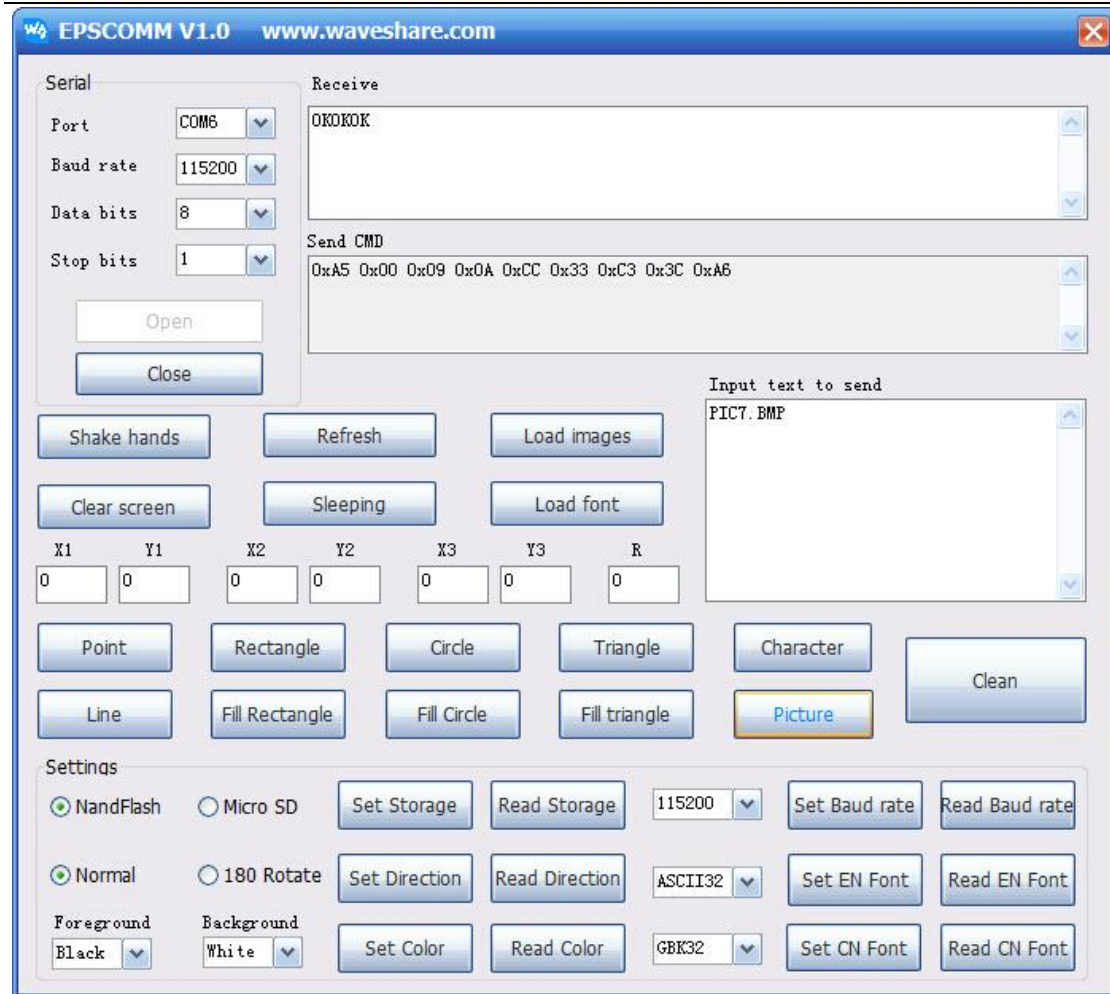 EPSCOMM V1.0 www.waveshare.com
Serial
Port
COM6
Baud rate
115200
Data bits
8
Stop bits
1
Open
Close
Receive
OKOKOK
Send CMD
0xA5 0x00 0x09 0x0A 0xCC 0x33 0xC3 0x3C 0xA6
Input text to send
PIC7.BMP
Shake hands
Refresh
Load images
Clear screen
Sleeping
Load font
X1 Y1 X2 Y2 X3 Y3 R
0 0 0 0 0 0 0
Point
Rectangle
Circle
Triangle
Character
Clean
Line
Fill Rectangle
Fill Circle
Fill triangle
Picture
Settings
NandFlash
Micro SD
Set Storage
Read Storage
115200
Set Baud rate
Read Baud rate
Normal
180 Rotate
Set Direction
Read Direction
ASCII32
Set EN Font
Read EN Font
Foreground
Background
Black
White
Set Color
Read Color
GBK32
Set CN Font
Read CN Font